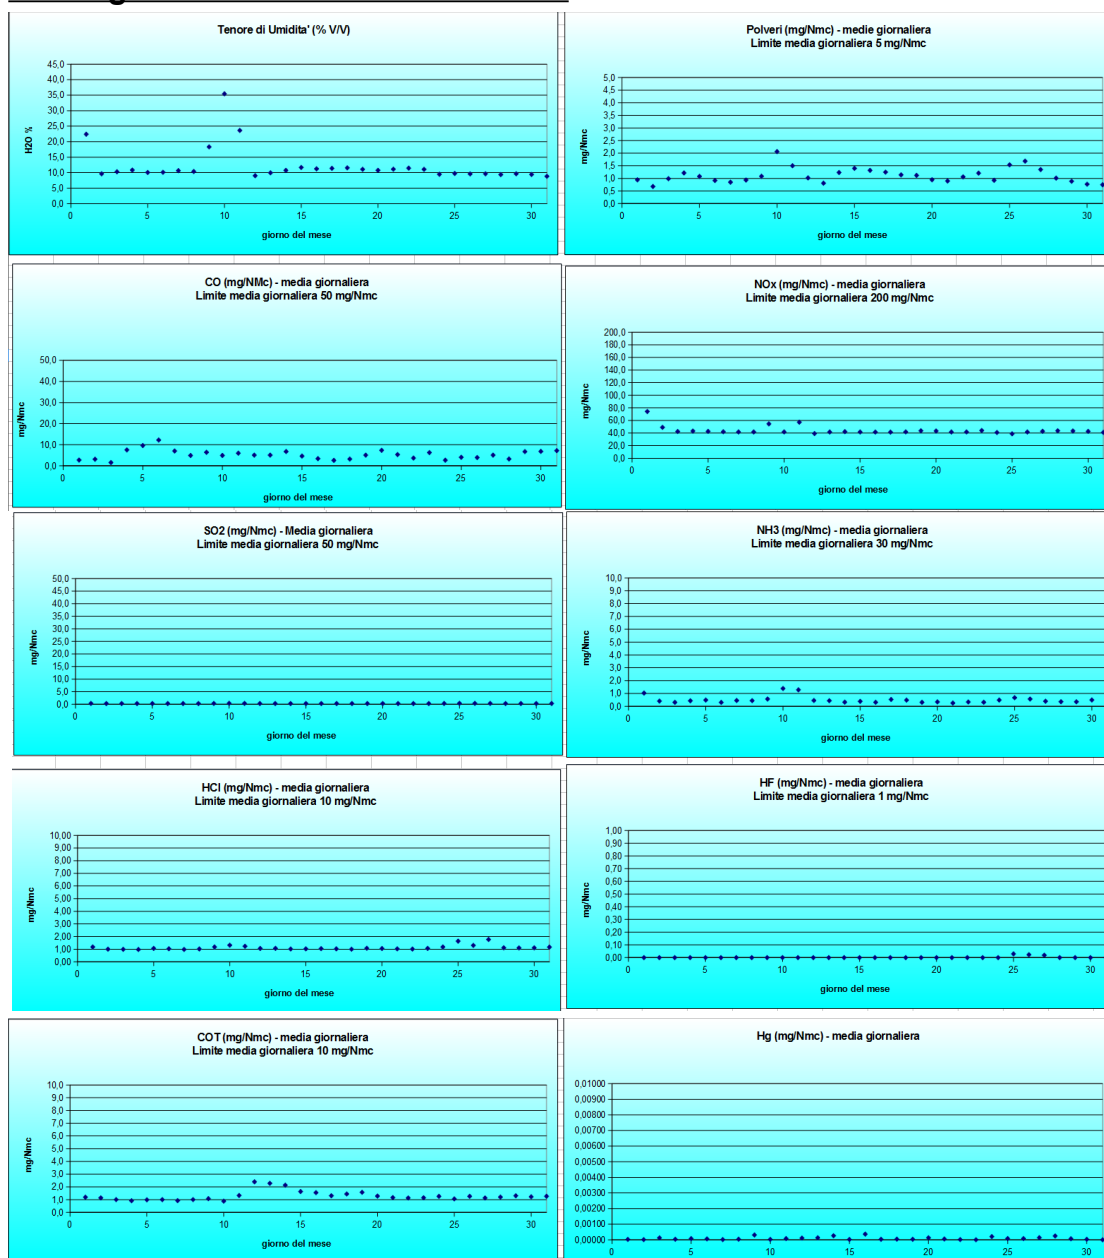 Tenore di Umidita' (% V/V)
45,0
40,0
35,0
30,0
25,0
20,0
15,0
10,0
5,0
0,0
H2O %
0 5 10 15 20 25 30
giorno del mese
Polveri (mg/Nmc) - medie giornaliera
Limite media giornaliera 5 mg/Nmc
5,0
4,5
4,0
3,5
3,0
2,5
2,0
1,5
1,0
0,5
0,0
mg/Nmc
0 5 10 15 20 25 30
giorno del mese
CO (mg/NMc) - media giornaliera
Limite media giornaliera 50 mg/Nmc
50,0
40,0
30,0
20,0
10,0
0,0
mg/Nmc
0 5 10 15 20 25 30
giorno del mese
NOx (mg/Nmc) - media giornaliera
Limite media giornaliera 200 mg/Nmc
200,0
180,0
160,0
140,0
120,0
100,0
80,0
60,0
40,0
20,0
0,0
mg/Nmc
0 5 10 15 20 25 30
giorno del mese
SO2 (mg/Nmc) - Media giornaliera
Limite media giornaliera 50 mg/Nmc
50,0
45,0
40,0
35,0
30,0
25,0
20,0
15,0
10,0
5,0
0,0
mg/Nmc
0 5 10 15 20 25 30
giorno del mese
NH3 (mg/Nmc) - media giornaliera
Limite media giornaliera 30 mg/Nmc
10,0
9,0
8,0
7,0
6,0
5,0
4,0
3,0
2,0
1,0
0,0
mg/Nmc
0 5 10 15 20 25 30
giorno del mese
HCl (mg/Nmc) - media giornaliera
Limite media giornaliera 10 mg/Nmc
10,00
9,00
8,00
7,00
6,00
5,00
4,00
3,00
2,00
1,00
0,00
mg/Nmc
0 5 10 15 20 25 30
giorno del mese
HF (mg/Nmc) - media giornaliera
Limite media giornaliera 1 mg/Nmc
1,00
0,90
0,80
0,70
0,60
0,50
0,40
0,30
0,20
0,10
0,00
mg/Nmc
0 5 10 15 20 25 30
giorno del mese
COT (mg/Nmc) - media giornaliera
Limite media giornaliera 10 mg/Nmc
10,0
9,0
8,0
7,0
6,0
5,0
4,0
3,0
2,0
1,0
0,0
mg/Nmc
0 5 10 15 20 25 30
giorno del mese
Hg (mg/Nmc) - media giornaliera
0,01000
0,00900
0,00800
0,00700
0,00600
0,00500
0,00400
0,00300
0,00200
0,00100
0,00000
mg/Nmc
0 5 10 15 20 25 30